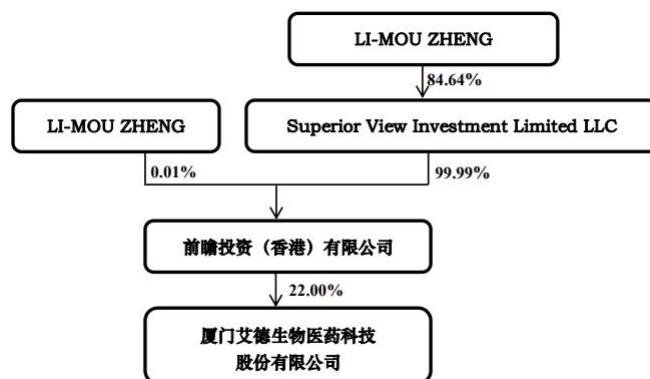 LI-MOU ZHENG
84.64%
LI-MOU ZHENG
Superior View Investment Limited LLC
0.01%
99.99%
前瞻投资（香港）有限公司
22.00%
厦门艾德生物医药科技
股份有限公司